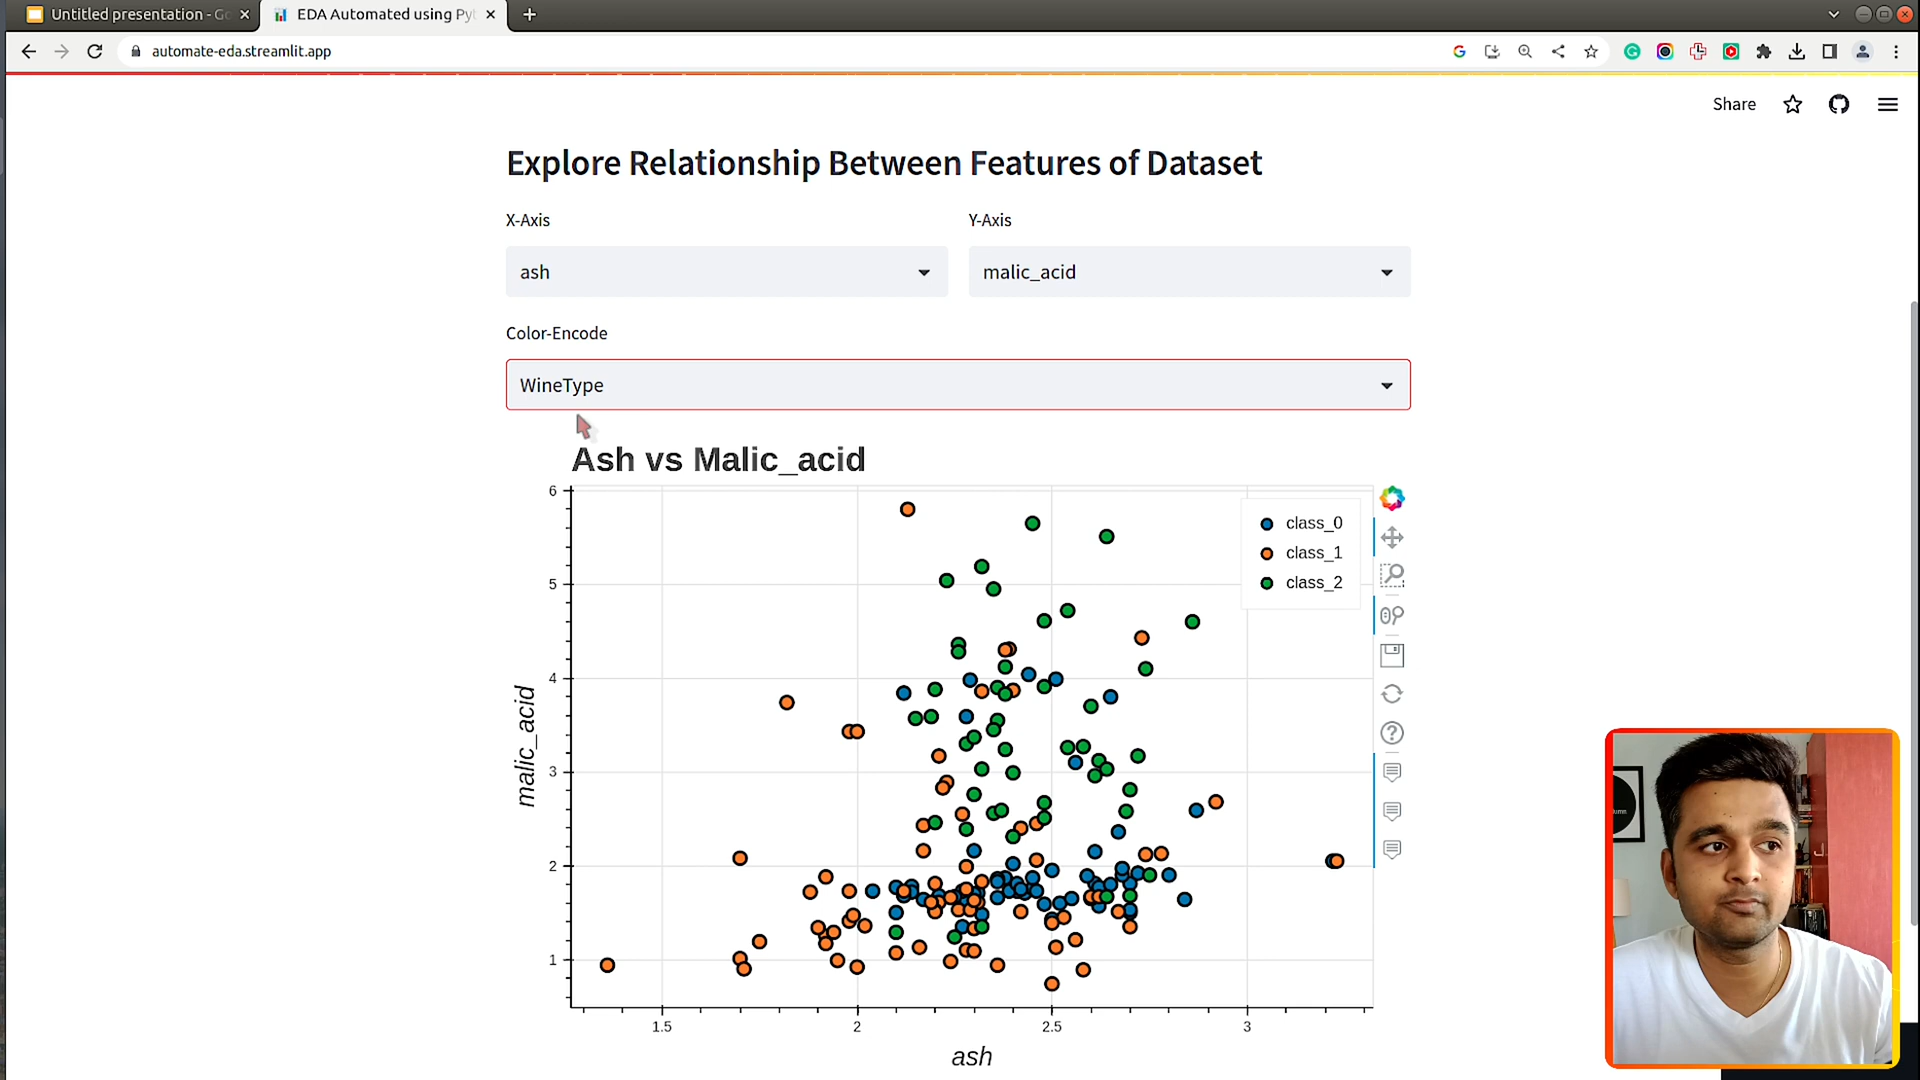 Untitled presentation - Go
EDA Automated using Pyt
automate-eda.streamlit.app
Share
Explore Relationship Between Features of Dataset
X-Axis
Y-Axis
ash
malic_acid
Color-Encode
WineType
Ash vs Malic_acid
class_0
class_1
class_2
6
5
4
3
2
1
malic_acid
1.5
2
2.5
3
ash